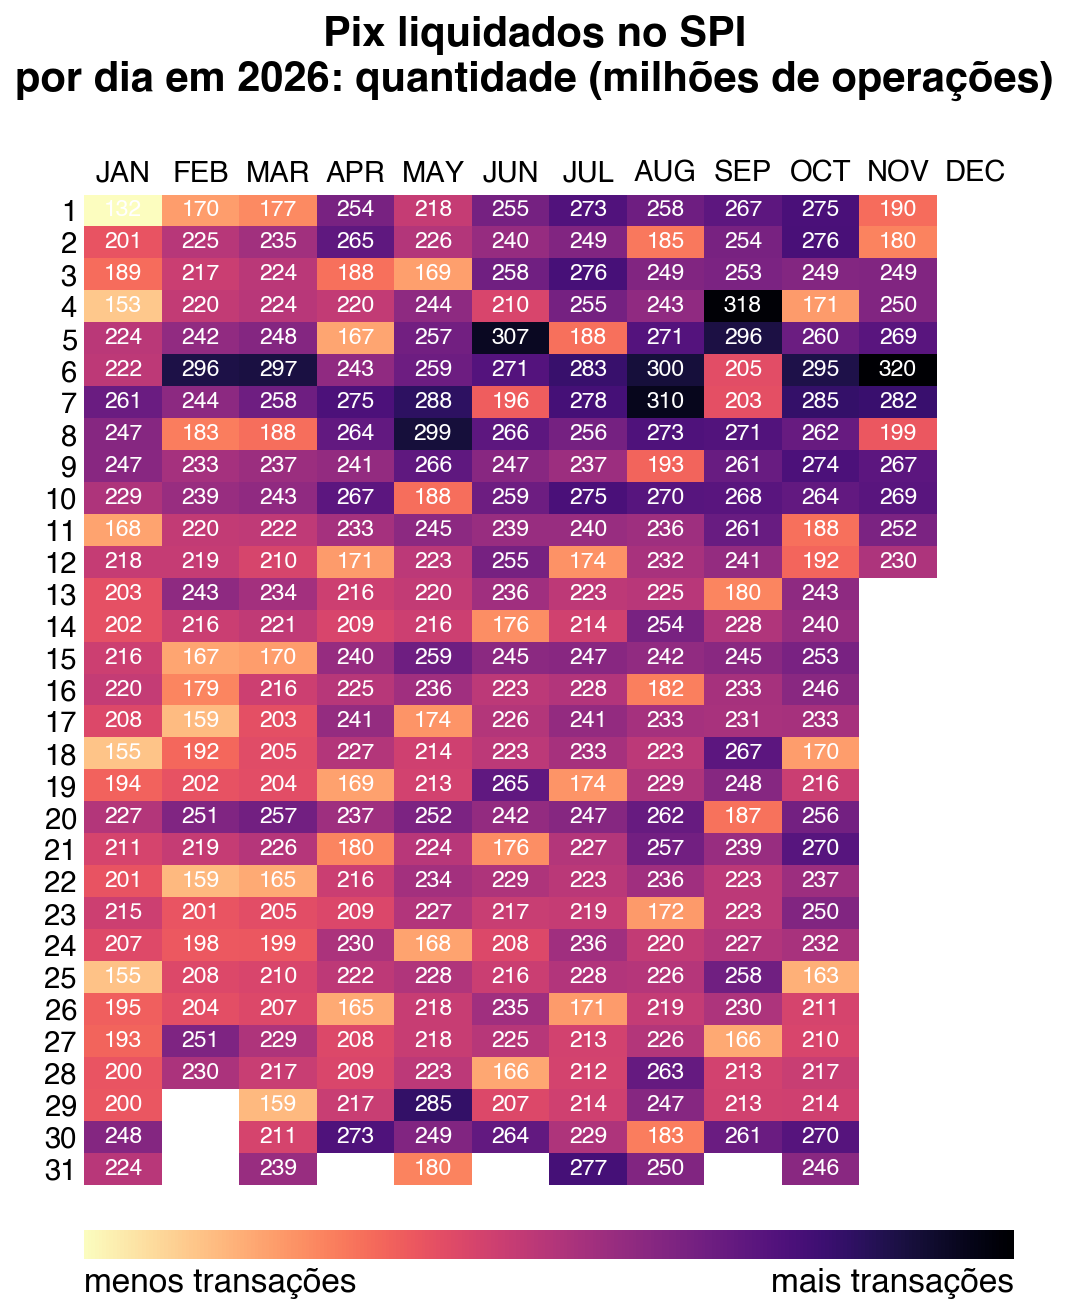 Pix liquidados no SPI
por dia em 2026: quantidade (milhões de operações)
JAN FEB MAR APR MAY JUN JUL AUG SEP OCT NOV DEC
1 132 170 177 254 218 255 273 258 267 275 190
2 201 225 235 265 226 240 249 185 254 276 180
3 189 217 224 188 169 258 276 249 253 249 249
4 153 220 224 220 244 210 255 243 318 171 250
5 224 242 248 167 257 307 188 271 296 260 269
6 222 296 297 243 259 271 283 300 205 295 320
7 261 244 258 275 288 196 278 310 203 285 282
8 247 183 188 264 299 266 256 273 271 262 199
9 247 233 237 241 266 247 237 193 261 274 267
10 229 239 243 267 188 259 275 270 268 264 269
11 168 220 222 233 245 239 240 236 261 188 252
12 218 219 210 171 223 255 174 232 241 192 230
13 203 243 234 216 220 236 223 225 180 243
14 202 216 221 209 216 176 214 254 228 240
15 216 167 170 240 259 245 247 242 245 253
16 220 179 216 225 236 223 228 182 233 246
17 208 159 203 241 174 226 241 233 231 233
18 155 192 205 227 214 223 233 223 267 170
19 194 202 204 169 213 265 174 229 248 216
20 227 251 257 237 252 242 247 262 187 256
21 211 219 226 180 224 176 227 257 239 270
22 201 159 165 216 234 229 223 236 223 237
23 215 201 205 209 227 217 219 172 223 250
24 207 198 199 230 168 208 236 220 227 232
25 155 208 210 222 228 216 228 226 258 163
26 195 204 207 165 218 235 171 219 230 211
27 193 251 229 208 218 225 213 226 166 210
28 200 230 217 209 223 166 212 263 213 217
29 200 159 217 285 207 214 247 213 214
30 248 211 273 249 264 229 183 261 270
31 224 239 180 277 250 246
menos transações mais transações